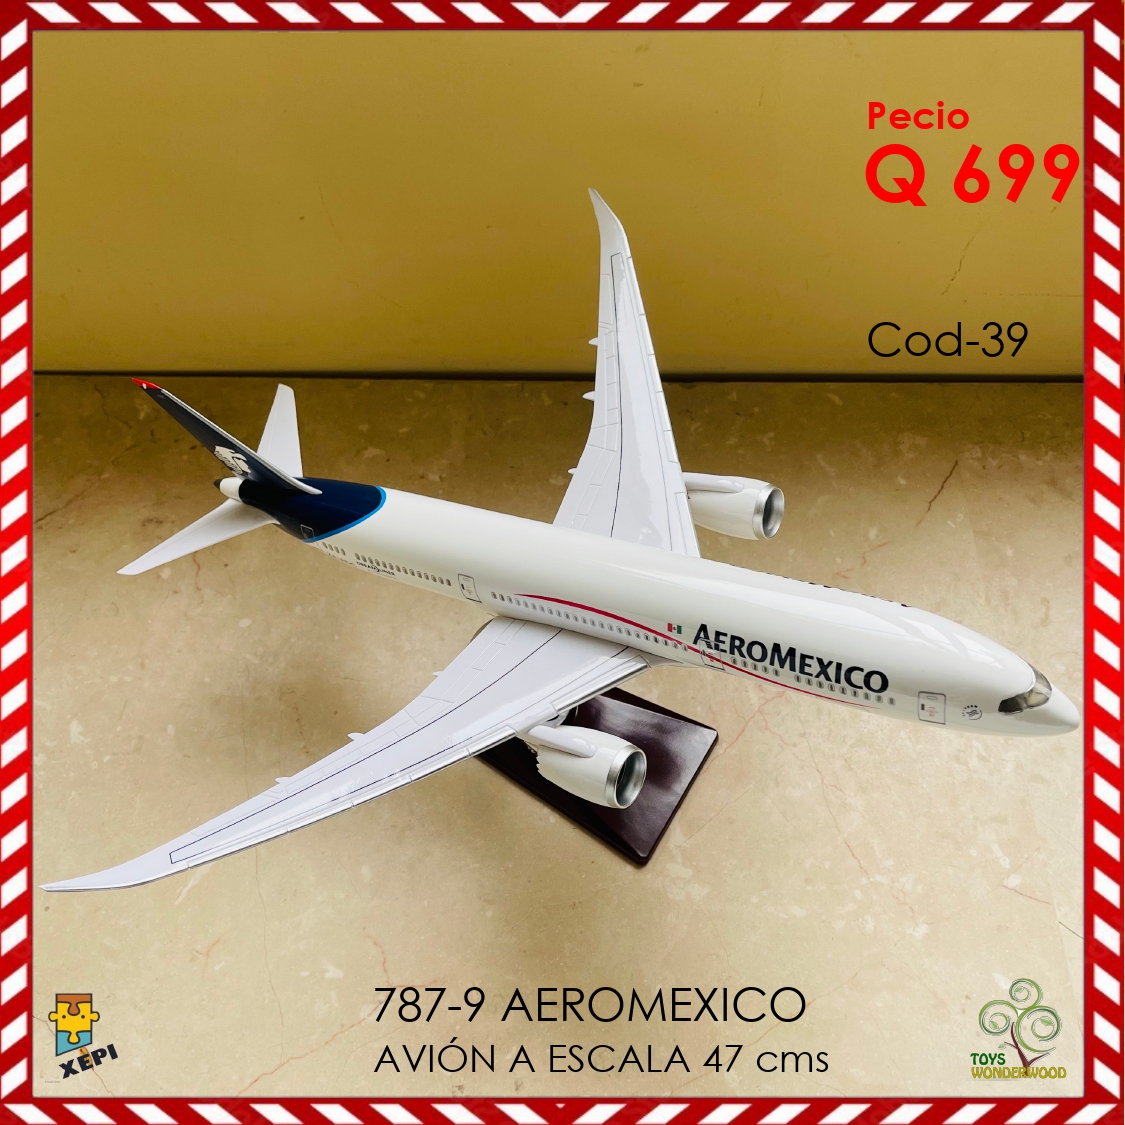 Pecio
Q 699
Cod-39
AEROMEXICO
787-9 AEROMEXICO
AVIÓN A ESCALA 47 cms
XEPI
TOYS
WONDERWOOD